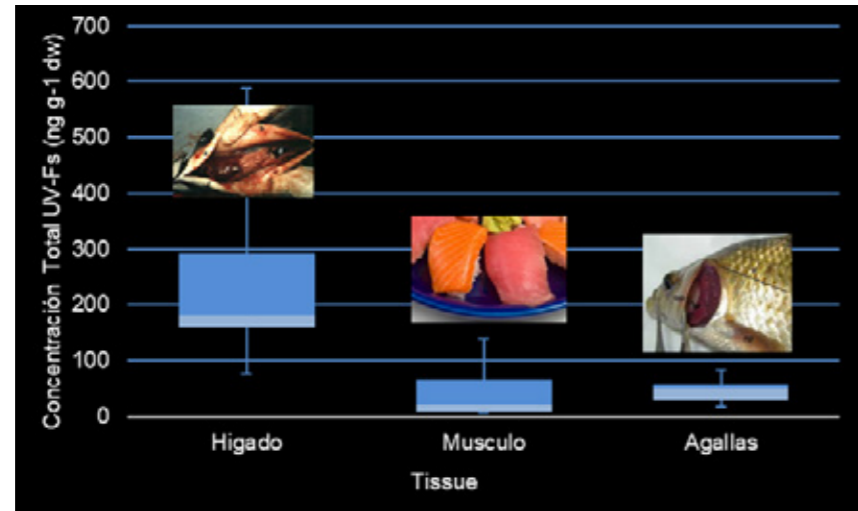 Concentración Total UV-Fs (ng g-1 dw)
700
600
500
400
300
200
100
0
Higado Musculo Agallas
Tissue